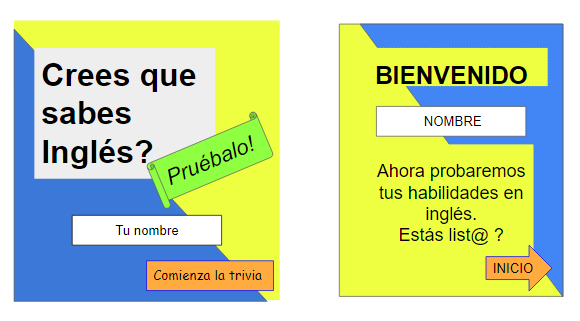 Crees que
sabes
Inglés?
Pruébalo!
Tu nombre
Comienza la trivia
BIENVENIDO
NOMBRE
Ahora probaremos
tus habilidades en
inglés.
Estás list@ ?
INICIO